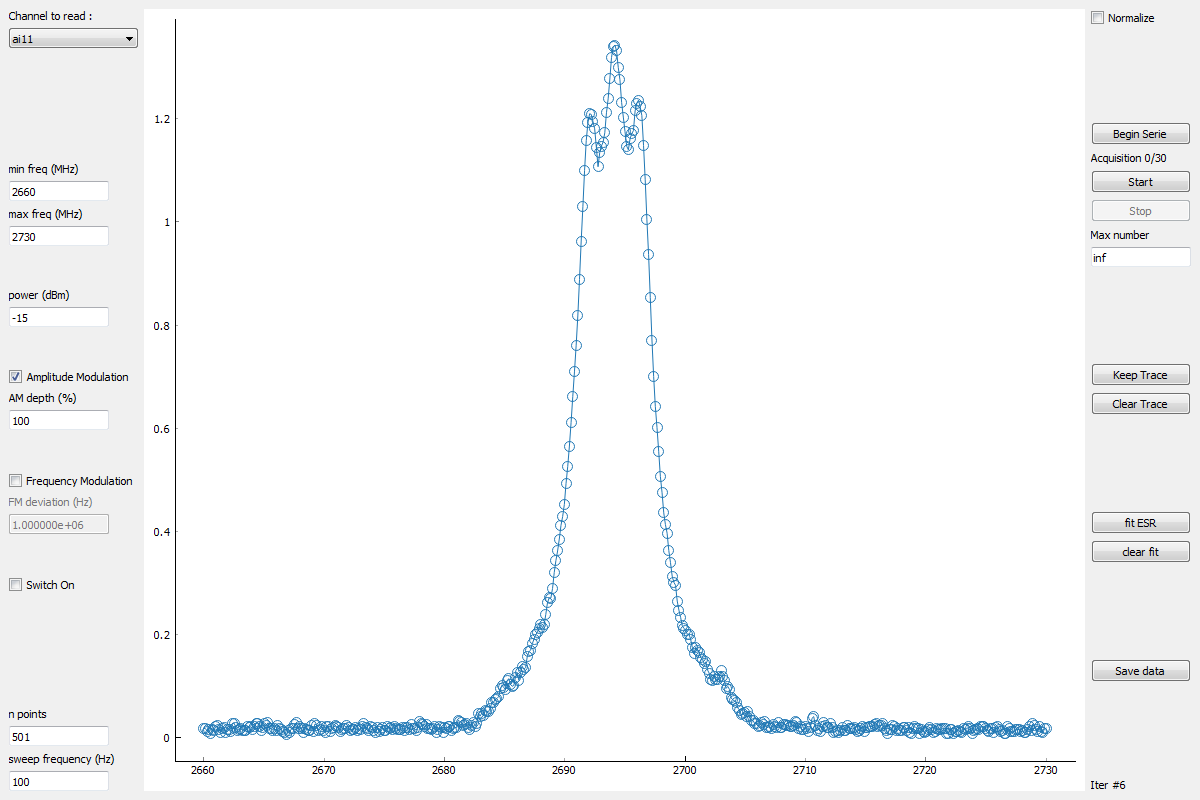 Channel to read :
ai11
min freq (MHz)
2660
max freq (MHz)
2730
power (dBm)
-15
Amplitude Modulation
AM depth (%)
100
Frequency Modulation
FM deviation (Hz)
1.000000e+06
Switch On
n points
501
sweep frequency (Hz)
100
1.2
1
0.8
0.6
0.4
0.2
0
2660 2670 2680 2690 2700 2710 2720 2730
Normalize
Begin Serie
Acquisition 0/30
Start
Stop
Max number
inf
Keep Trace
Clear Trace
fit ESR
clear fit
Save data
Iter #6